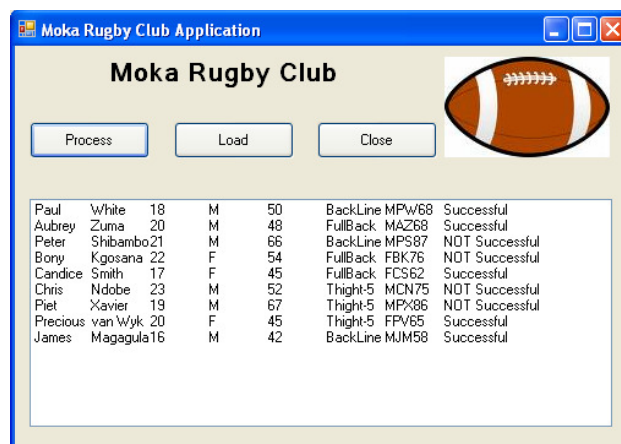 Moka Rugby Club Application
Moka Rugby Club
Process Load Close
Paul White 18 M 50 BackLine MPW68 Successful
Aubrey Zuma 20 M 48 FullBack MAZ68 Successful
Peter Shibambo21 M 66 BackLine MPS87 NOT Successful
Bony Kgosana 22 F 54 FullBack FBK76 NOT Successful
Candice Smith 17 F 45 FullBack FCS62 Successful
Chris Ndobe 23 M 52 Thight-5 MCN75 NOT Successful
Piet Xavier 19 M 67 Thight-5 MPX86 NOT Successful
Precious van Wyk 20 F 45 Thight-5 FPV65 Successful
James Magagula16 M 42 BackLine MJM58 Successful